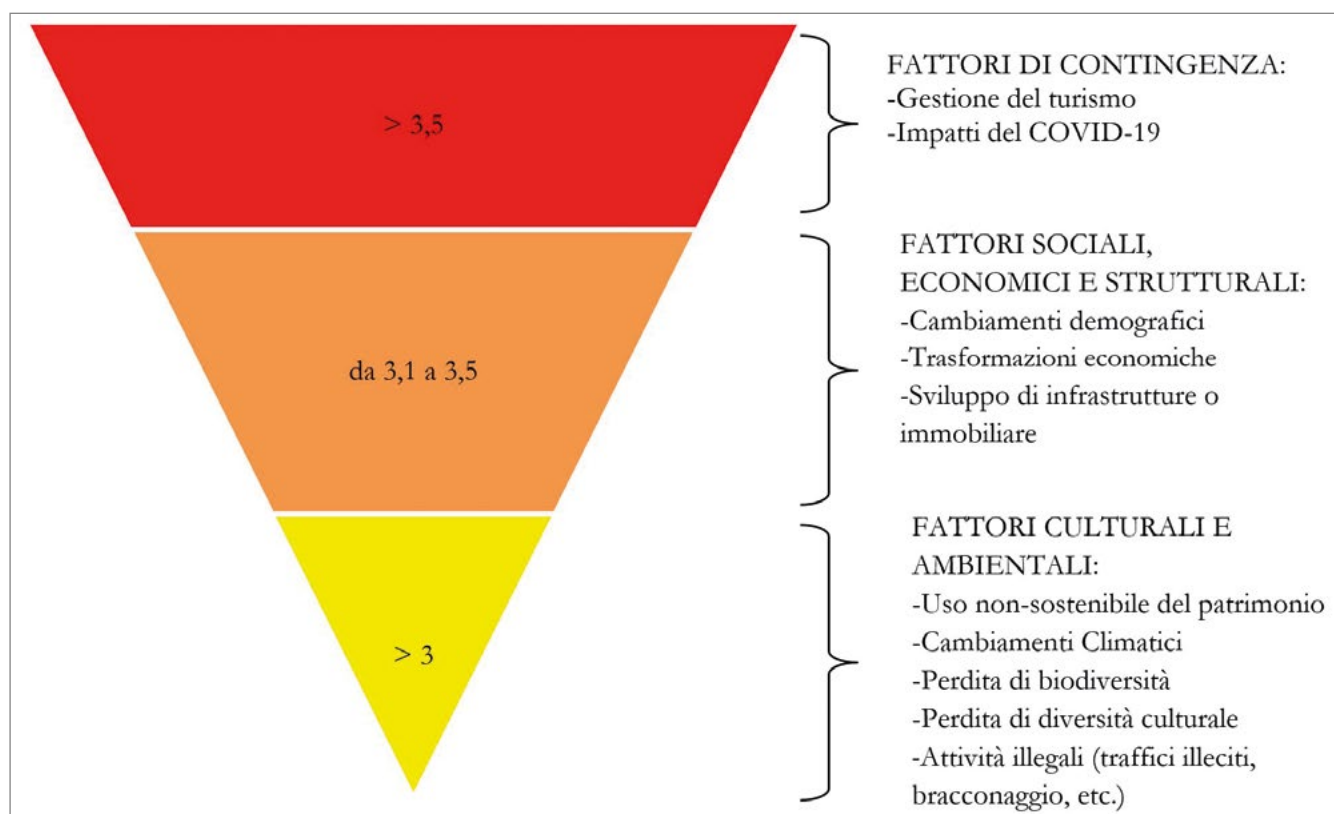 > 3,5
FATTORI DI CONTINGENZA:
-Gestione del turismo
-Impatti del COVID-19
da 3,1 a 3,5
FATTORI SOCIALI,
ECONOMICI E STRUTTURALI:
-Cambiamenti demografici
-Trasformazioni economiche
-Sviluppo di infrastrutture o
immobiliare
> 3
FATTORI CULTURALI E
AMBIENTALI:
-Uso non-sostenibile del patrimonio
-Cambiamenti Climatici
-Perdita di biodiversità
-Perdita di diversità culturale
-Attività illegali (traffici illeciti,
bracconaggio, etc.)